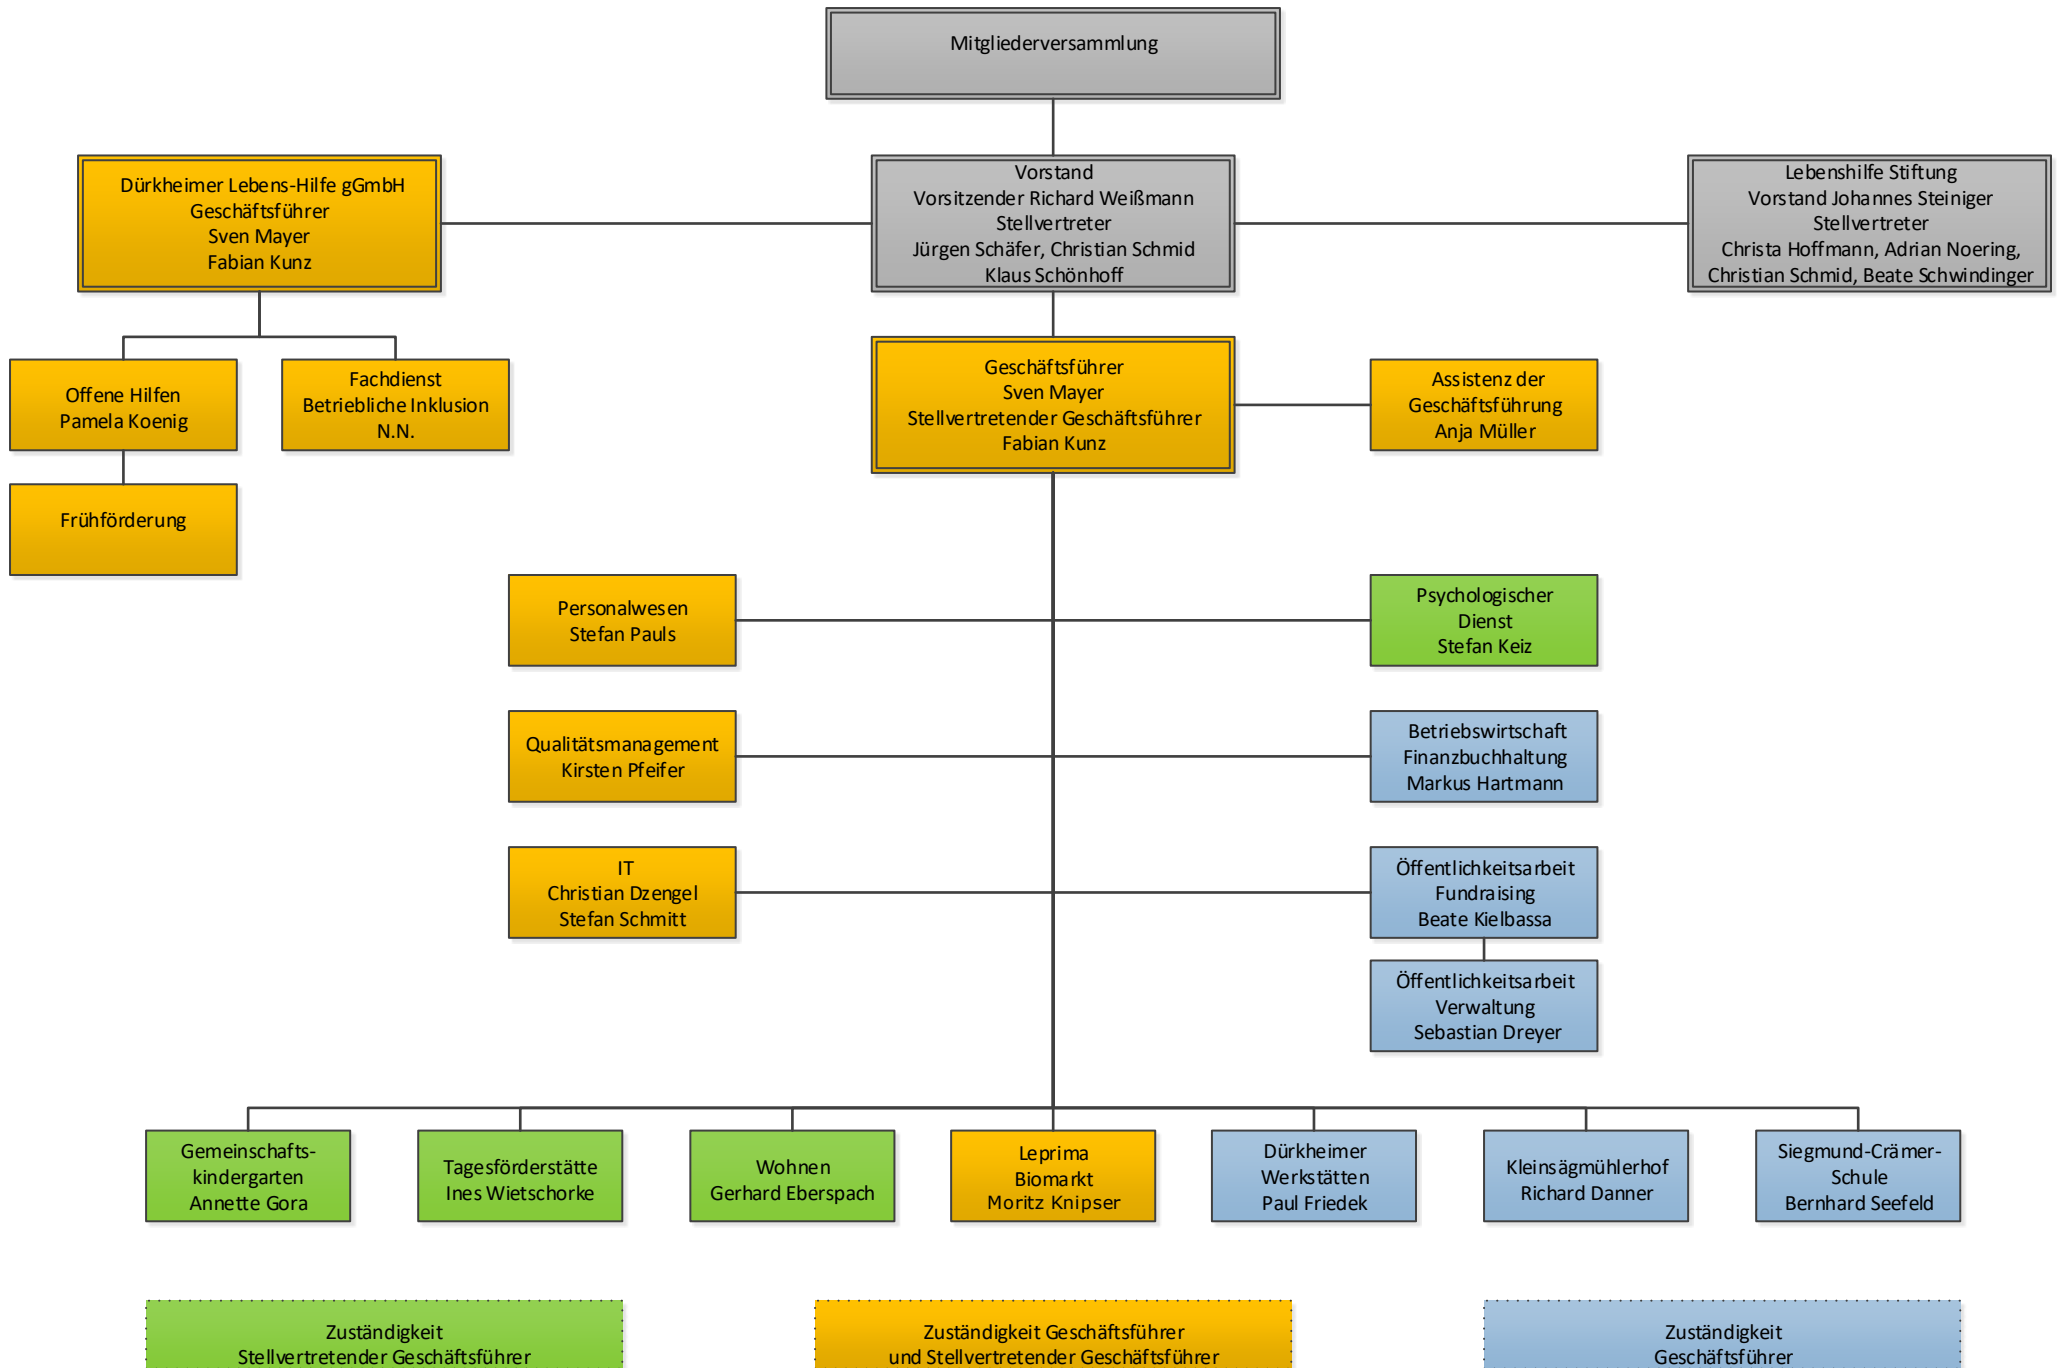 Mitgliederversammlung
Dürkheimer Lebens-Hilfe gGmbH
Geschäftsführer
Sven Mayer
Fabian Kunz
Vorstand
Vorsitzender Richard Weißmann
Stellvertreter
Jürgen Schäfer, Christian Schmid
Klaus Schönhoff
Lebenshilfe Stiftung
Vorstand Johannes Steiniger
Stellvertreter
Christa Hoffmann, Adrian Noering,
Christian Schmid, Beate Schwindinger
Offene Hilfen
Pamela Koenig
Fachdienst
Betriebliche Inklusion
N.N.
Geschäftsführer
Sven Mayer
Stellvertretender Geschäftsführer
Fabian Kunz
Assistenz der
Geschäftsführung
Anja Müller
Frühförderung
Personalwesen
Stefan Pauls
Psychologischer
Dienst
Stefan Keiz
Qualitätsmanagement
Kirsten Pfeifer
Betriebswirtschaft
Finanzbuchhaltung
Markus Hartmann
IT
Christian Dzengel
Stefan Schmitt
Öffentlichkeitsarbeit
Fundraising
Beate Kielbassa
Öffentlichkeitsarbeit
Verwaltung
Sebastian Dreyer
Gemeinschafts-
kindergarten
Annette Gora
Tagesförderstätte
Ines Wietschorke
Wohnen
Gerhard Eberspach
Leprima
Biomarkt
Moritz Knipser
Dürkheimer
Werkstätten
Paul Friedek
Kleinsägmühlerhof
Richard Danner
Siegmund-Crämer-
Schule
Bernhard Seefeld
Zuständigkeit
Stellvertretender Geschäftsführer
Zuständigkeit Geschäftsführer
und Stellvertretender Geschäftsführer
Zuständigkeit
Geschäftsführer